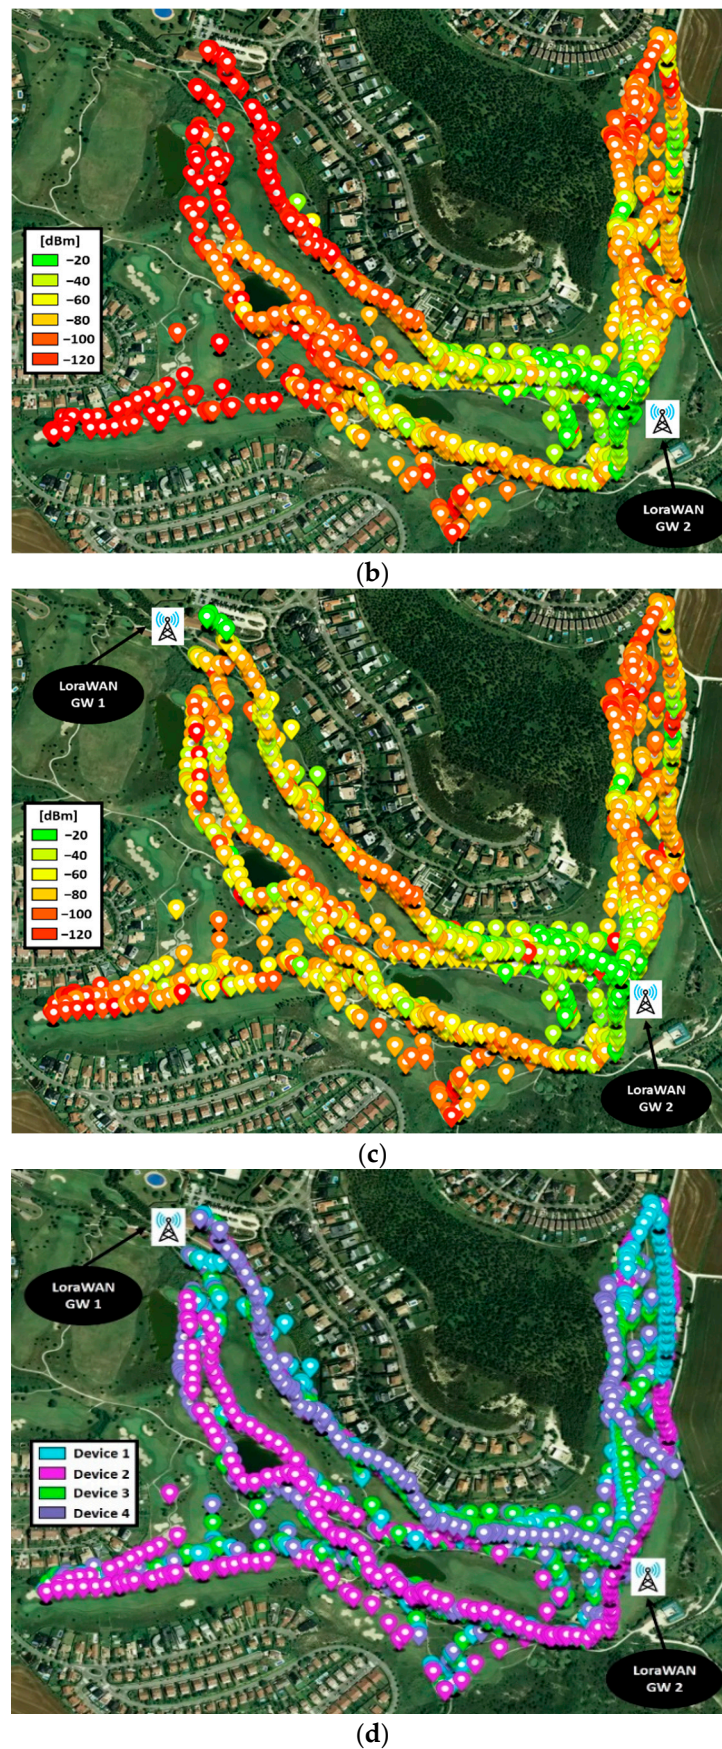 [dBm]
−20
−40
−60
−80
−100
−120
LoraWAN
GW 2
(b)
LoraWAN
GW 1
[dBm]
−20
−40
−60
−80
−100
−120
LoraWAN
GW 2
(c)
LoraWAN
GW 1
Device 1
Device 2
Device 3
Device 4
LoraWAN
GW 2
(d)